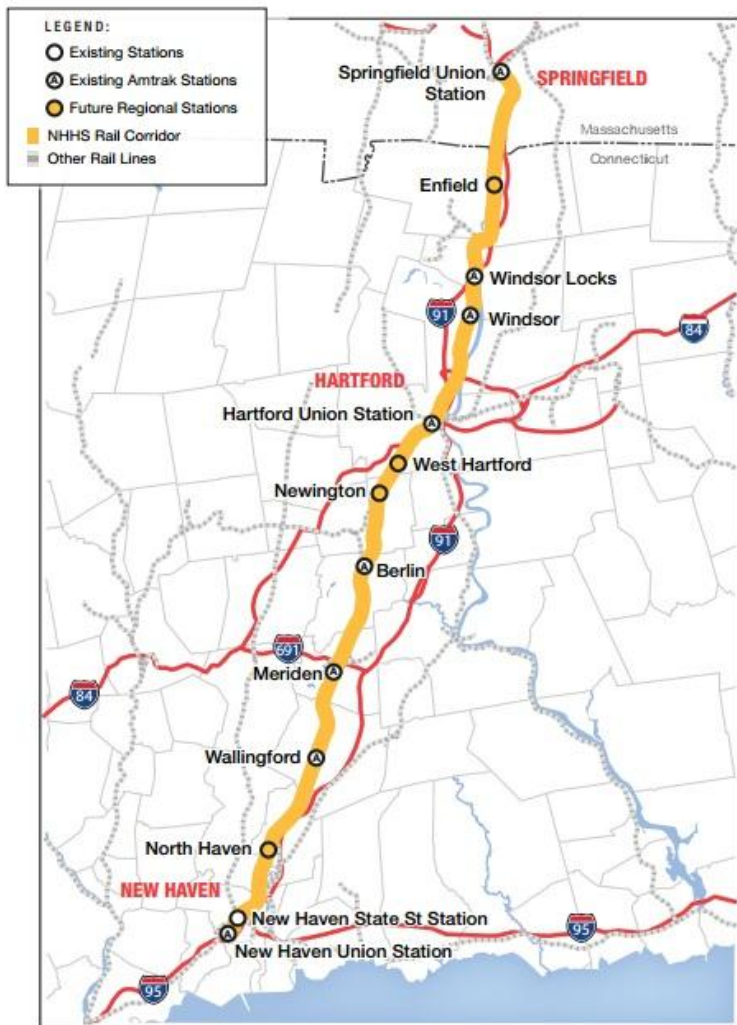 LEGEND:
Existing Stations
A Existing Amtrak Stations
Future Regional Stations
NHHS Rail Corridor
Other Rail Lines
Springfield Union
Station
A
SPRINGFIELD
Massachusetts
Connecticut
Enfield
A
Windsor Locks
91
A
Windsor
84
HARTFORD
Hartford Union Station
A
West Hartford
Newington
91
A
Berlin
691
Meriden
A
84
Wallingford
A
North Haven
NEW HAVEN
New Haven State St Station
A
New Haven Union Station
95
95